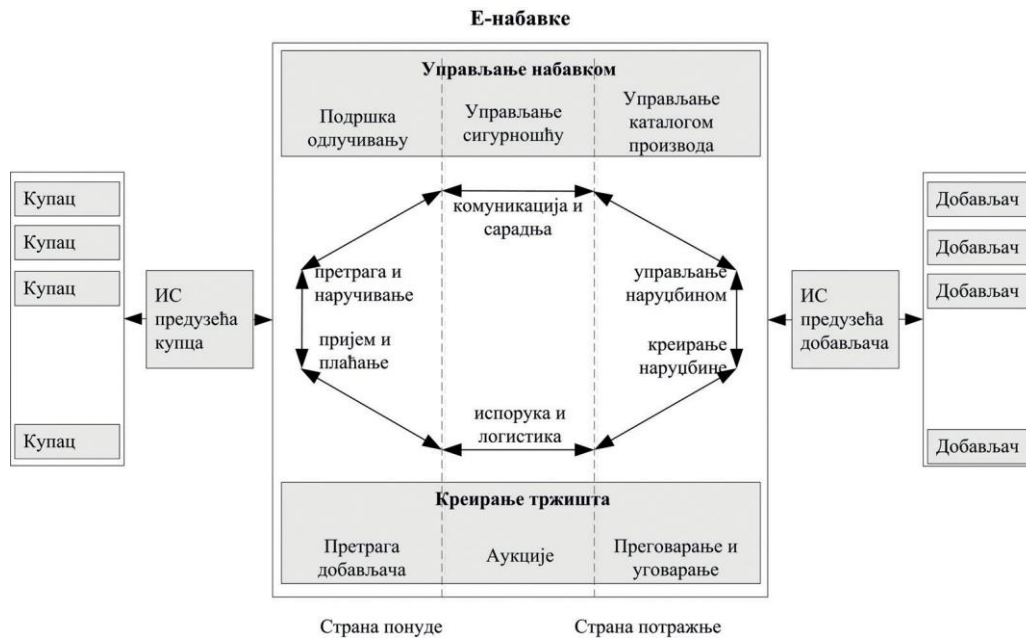 Е-набавке
Управљање набавком
Подршка
одлучивању
Управљање
сигурношћу
Управљање
каталогом
производа
Купац
Купац
Купац
Купац
ИС
предузећа
купца
комуникација и
сарадња
претрага и
наручивање
пријем и
плаћање
управљање
наруџбином
креирање
наруџбине
испорука и
логистика
ИС
предузећа
добављача
Добављач
Добављач
Добављач
Добављач
Креирање тржишта
Претрага
добављача
Аукције
Преговарање и
уговарање
Страна понуде
Страна потражње